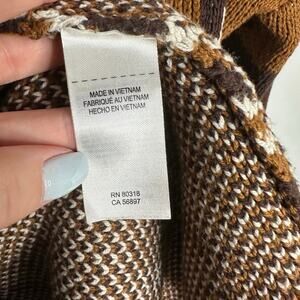 MADE IN VIETNAM
FABRIQUÉ AU VIETNAM
HECHO EN VIETNAM
RN 80318
CA 56897